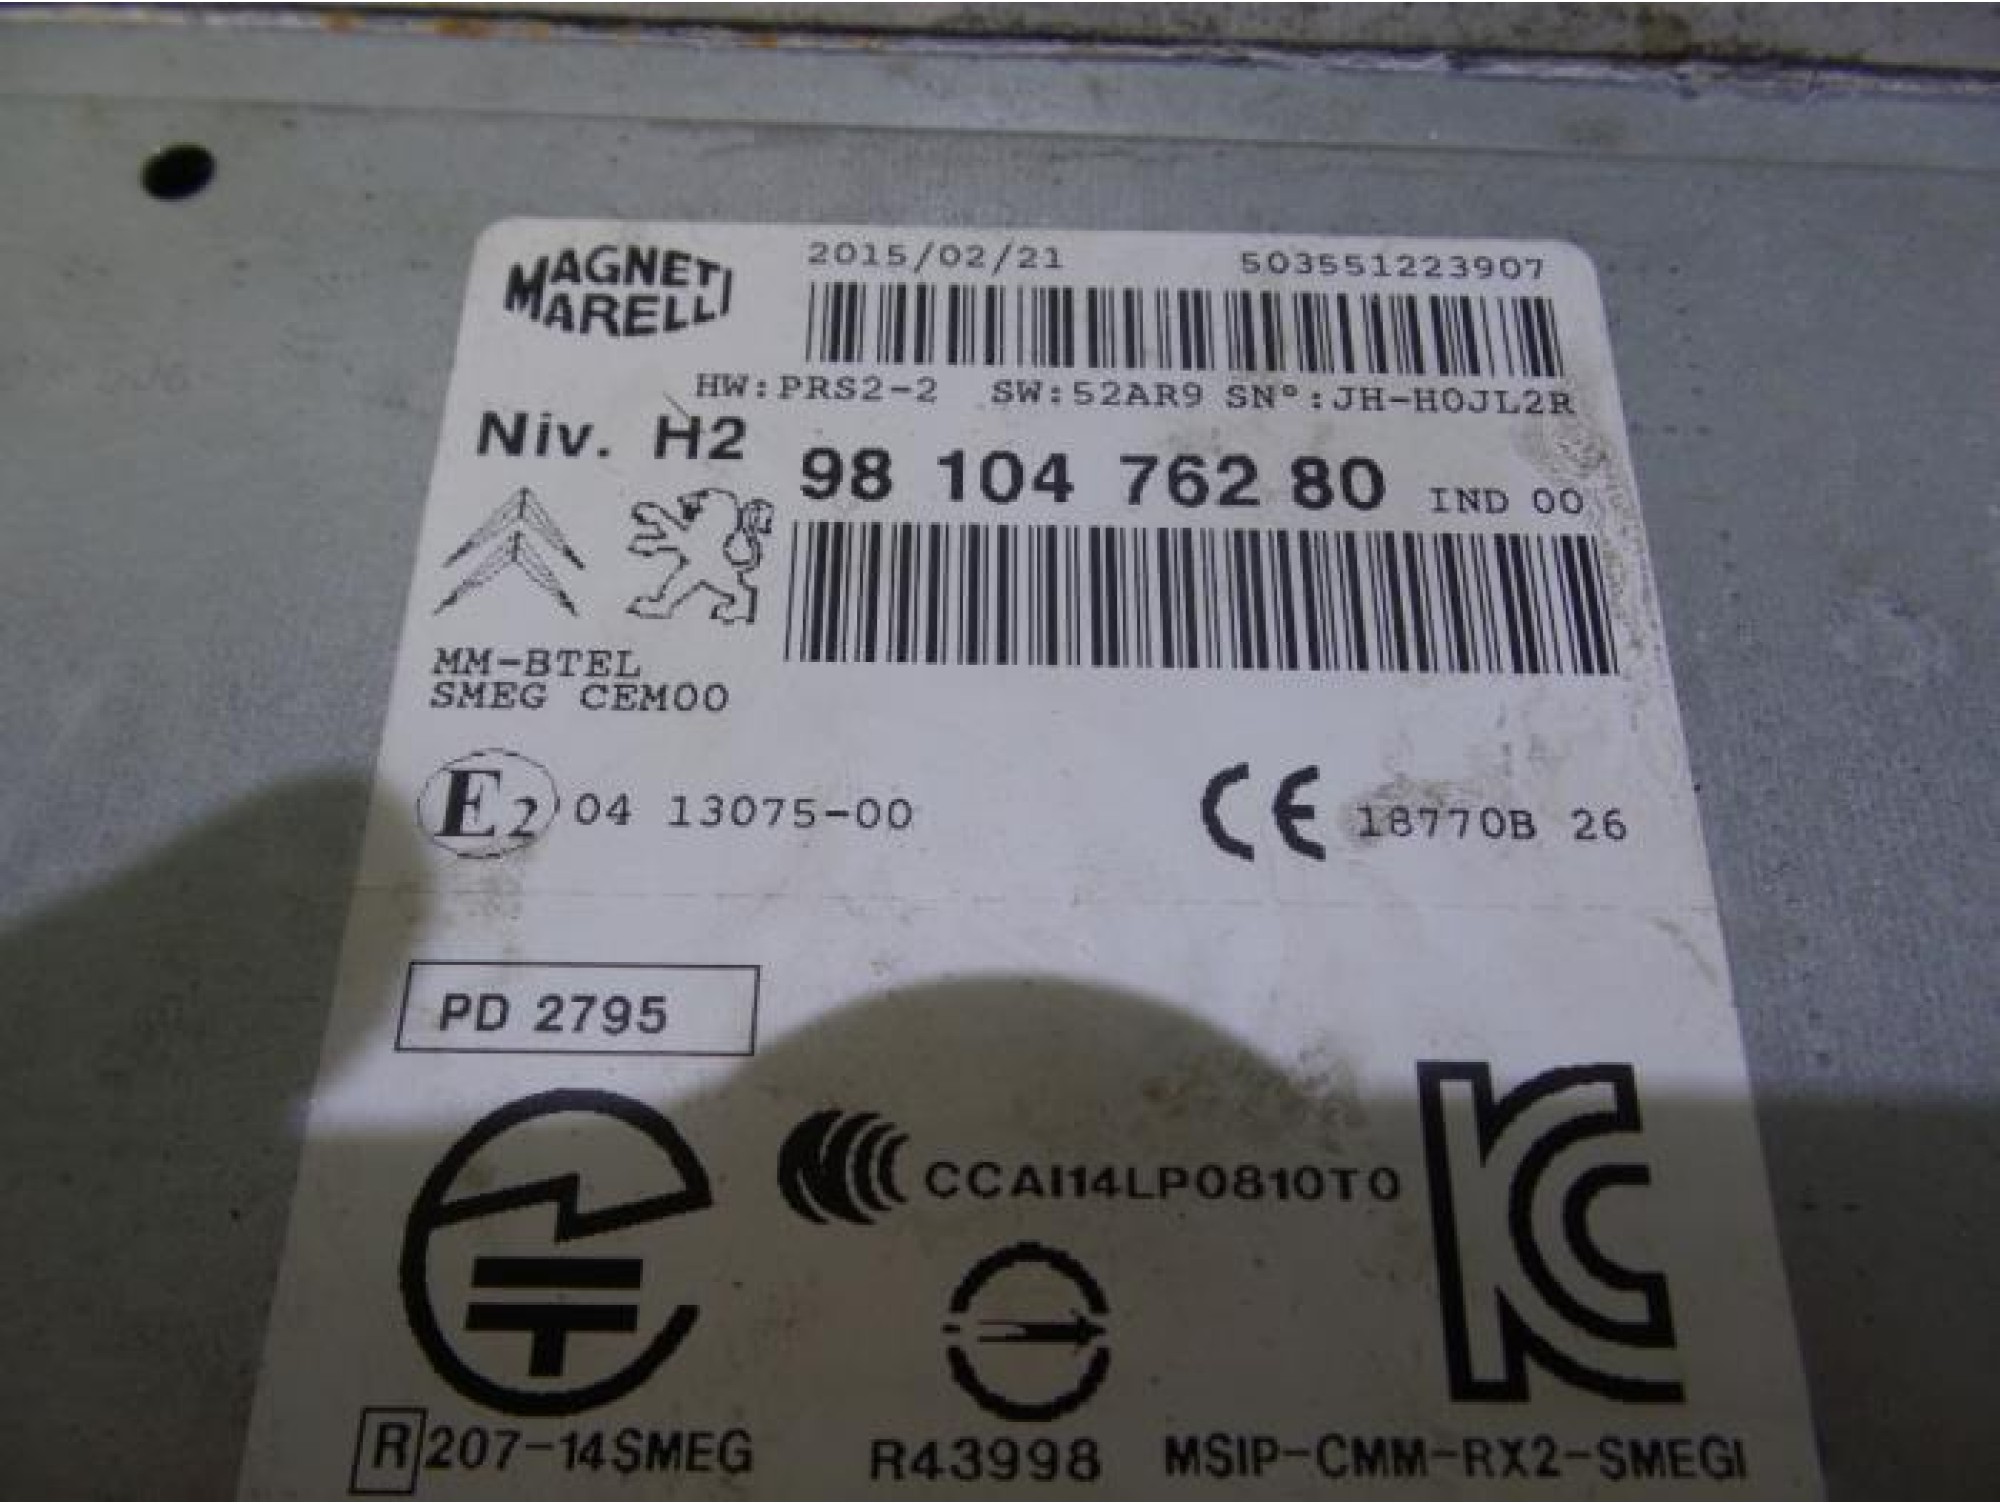 MAGNETI MARELLI
2015/02/21 503551223907
HW:PRS2-2 SW:52AR9 SN°:JH-H0JL2R
Niv. H2
98 104 762 80 IND 00
MM-BTEL
SMEG CEM00
E2 04 13075-00
CE 18770B 26
PD 2795
CCAI14LP0810T0
R 207-14SMEG
R43998
MSIP-CMM-RX2-SMEGI